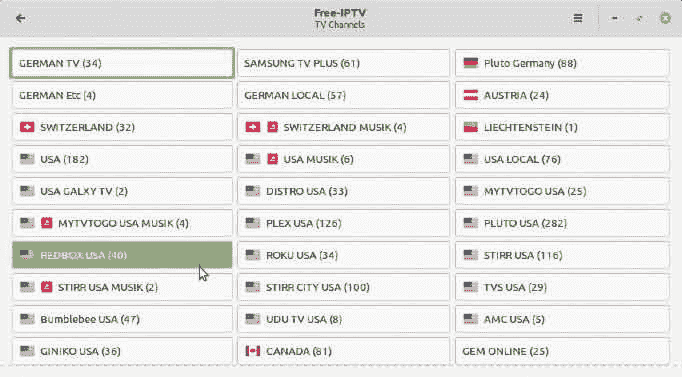 Free-IPTV
TV Channels
GERMAN TV (34)
SAMSUNG TV PLUS (61)
Pluto Germany (88)
GERMAN Etc (4)
GERMAN LOCAL (57)
AUSTRIA (24)
SWITZERLAND (32)
SWITZERLAND MUSIK (4)
LIECHTENSTEIN (1)
USA (182)
USA MUSIK (6)
USA LOCAL (76)
USA GALXY TV (2)
DISTRO USA (33)
MYTVTOGO USA (25)
MYTVTOGO USA MUSIK (4)
PLEX USA (126)
PLUTO USA (282)
REDBOX USA (40)
ROKU USA (34)
STIRR USA (116)
STIRR USA MUSIK (2)
STIRR CITY USA (100)
TVS USA (29)
Bumblebee USA (47)
UDU TV USA (8)
AMC USA (5)
GINIKO USA (36)
CANADA (81)
GEM ONLINE (25)